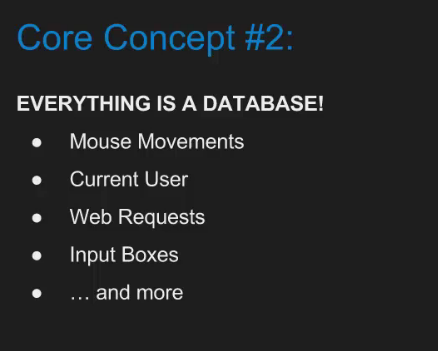 Core Concept #2:
EVERYTHING IS A DATABASE!
● Mouse Movements
● Current User
● Web Requests
● Input Boxes
● … and more